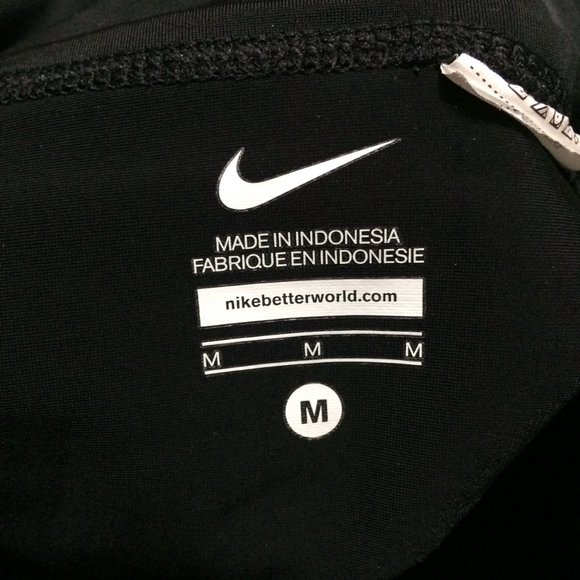 MADE IN INDONESIA
FABRIQUE EN INDONESIE
nikebetterworld.com
M M M
M